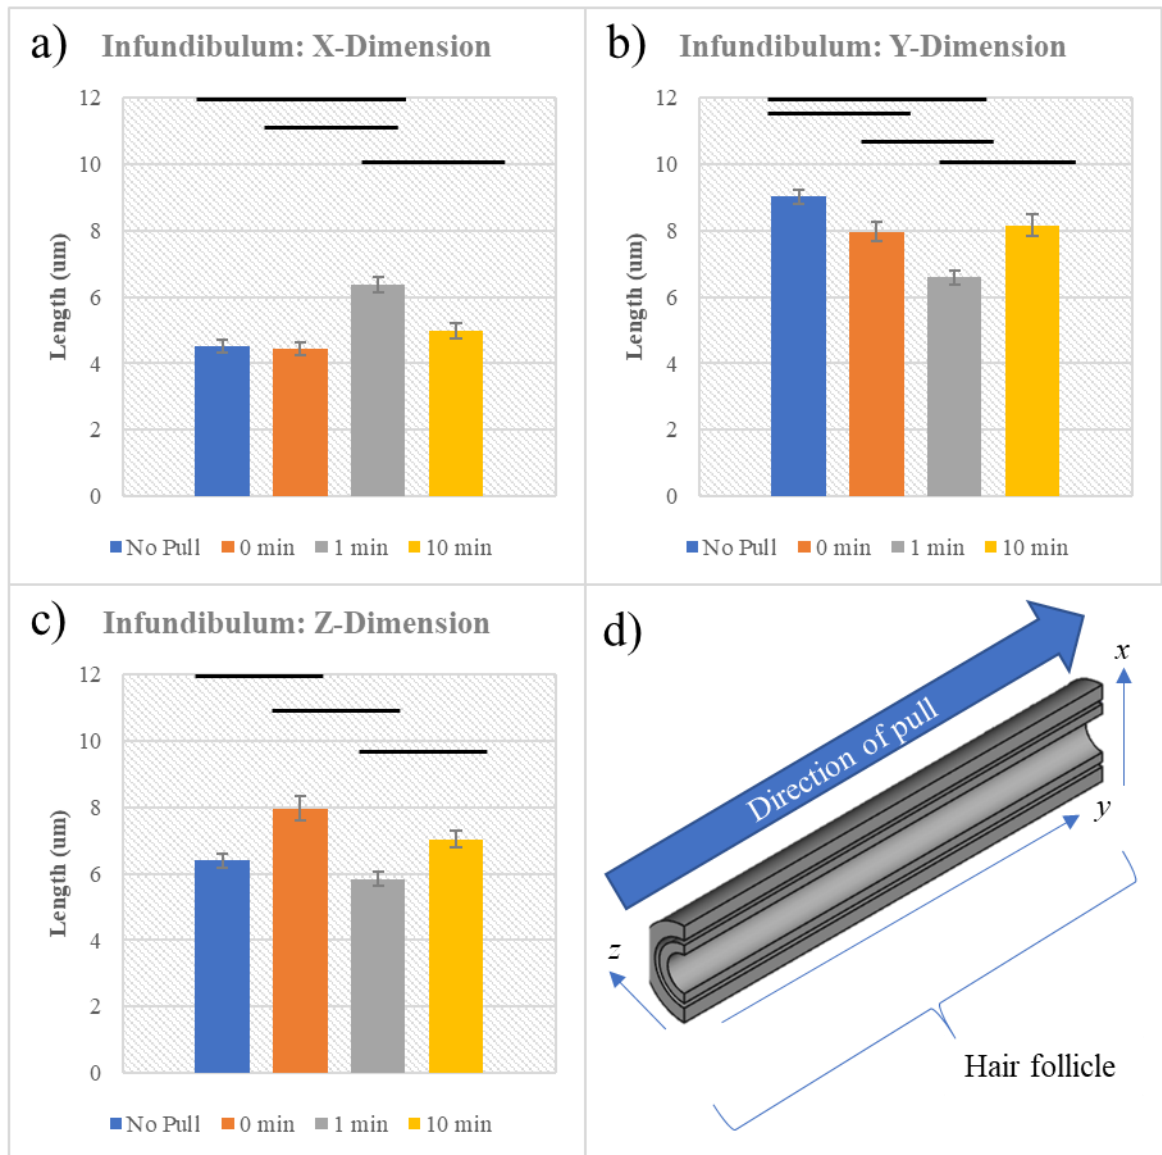 a) Infundibulum: X-Dimension
12
10
8
6
4
2
0
Length (um)
No Pull 0 min 1 min 10 min
b) Infundibulum: Y-Dimension
12
10
8
6
4
2
0
Length (um)
No Pull 0 min 1 min 10 min
c) Infundibulum: Z-Dimension
12
10
8
6
4
2
0
Length (um)
No Pull 0 min 1 min 10 min
d)
Direction of pull
x
y
z
Hair follicle